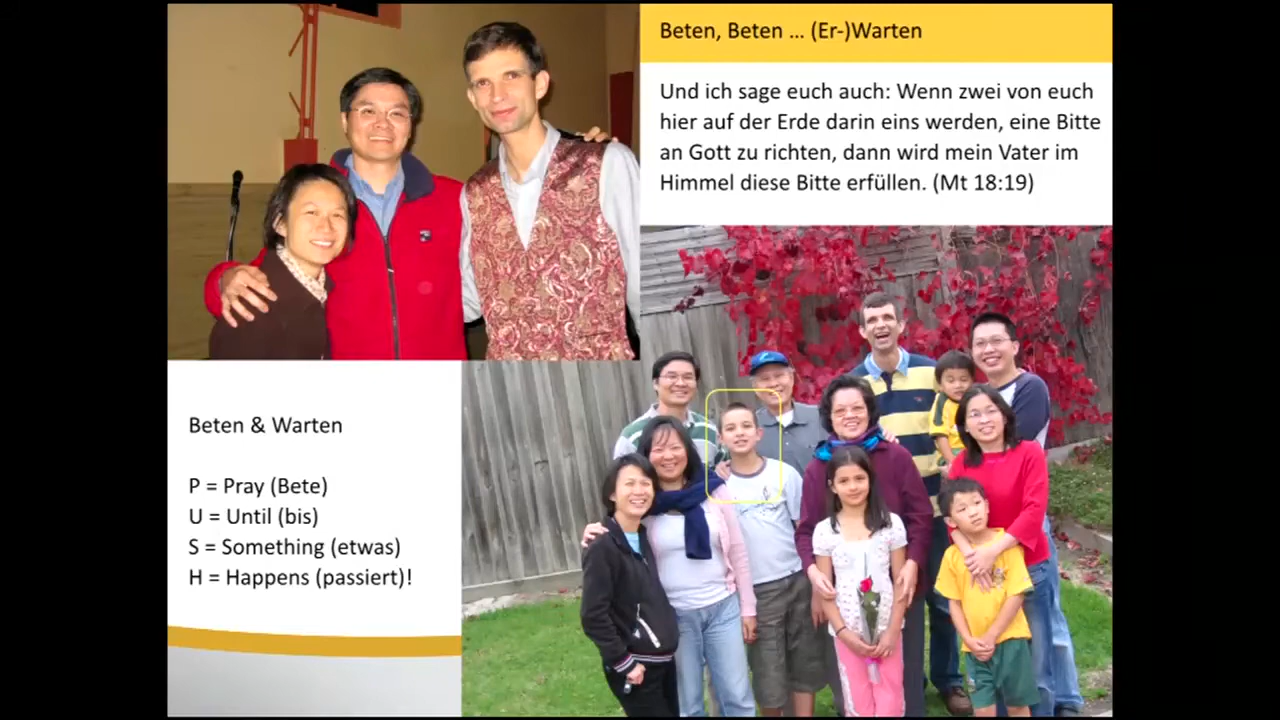 Beten, Beten ... (Er-)Warten
Und ich sage euch auch: Wenn zwei von euch
hier auf der Erde darin eins werden, eine Bitte
an Gott zu richten, dann wird mein Vater im
Himmel diese Bitte erfüllen. (Mt 18:19)
Beten & Warten
P = Pray (Bete)
U = Until (bis)
S = Something (etwas)
H = Happens (passiert)!